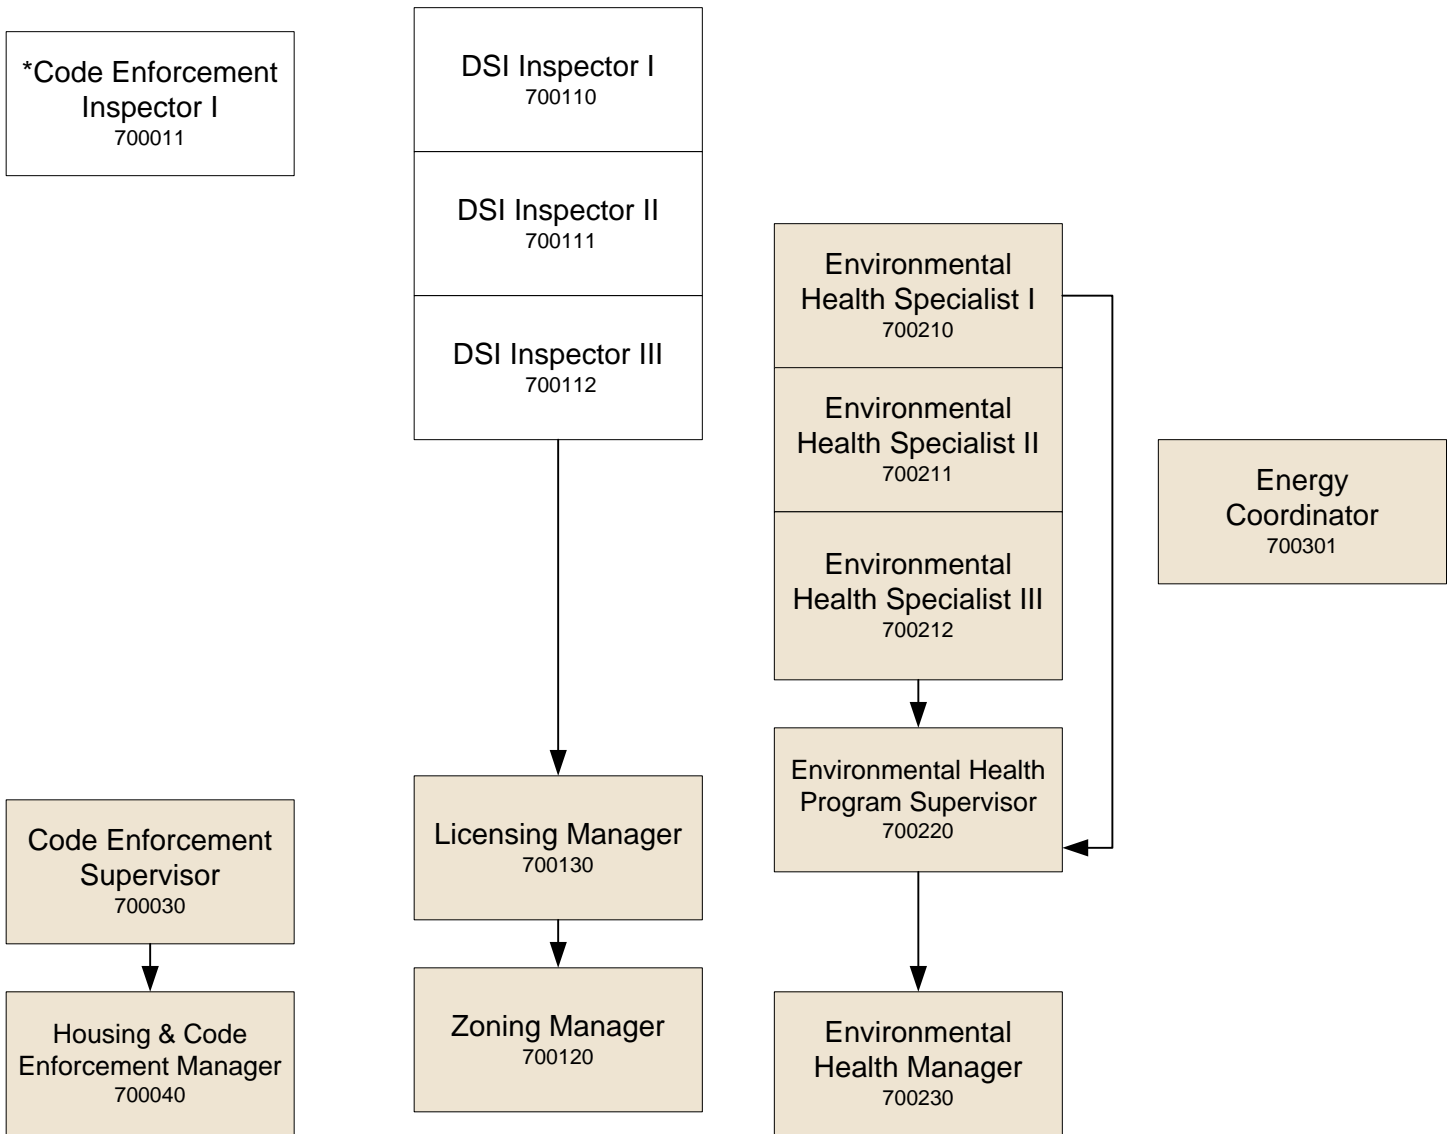 *Code Enforcement
Inspector I
700011
DSI Inspector I
700110
DSI Inspector II
700111
DSI Inspector III
700112
Environmental
Health Specialist I
700210
Environmental
Health Specialist II
700211
Environmental
Health Specialist III
700212
Energy
Coordinator
700301
Environmental Health
Program Supervisor
700220
Licensing Manager
700130
Code Enforcement
Supervisor
700030
Housing & Code
Enforcement Manager
700040
Zoning Manager
700120
Environmental
Health Manager
700230